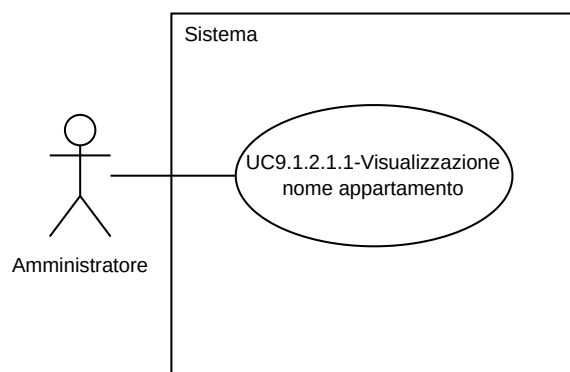 Sistema
UC9.1.2.1.1-Visualizzazione
nome appartamento
Amministratore